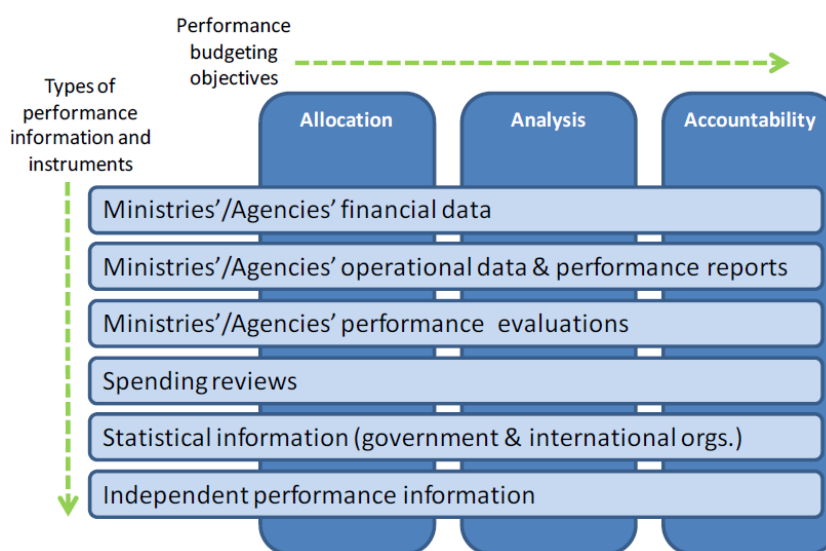 Performance
budgeting
objectives
Types of
performance
information and
instruments
Allocation
Analysis
Accountability
Ministries’/Agencies’ financial data
Ministries’/Agencies’ operational data & performance reports
Ministries’/Agencies’ performance evaluations
Spending reviews
Statistical information (government & international orgs.)
Independent performance information